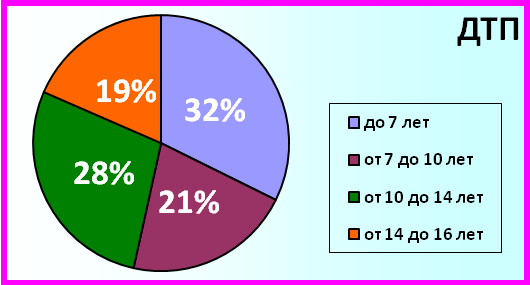 ДТП
19%
32%
28%
21%
до 7 лет
от 7 до 10 лет
от 10 до 14 лет
от 14 до 16 лет